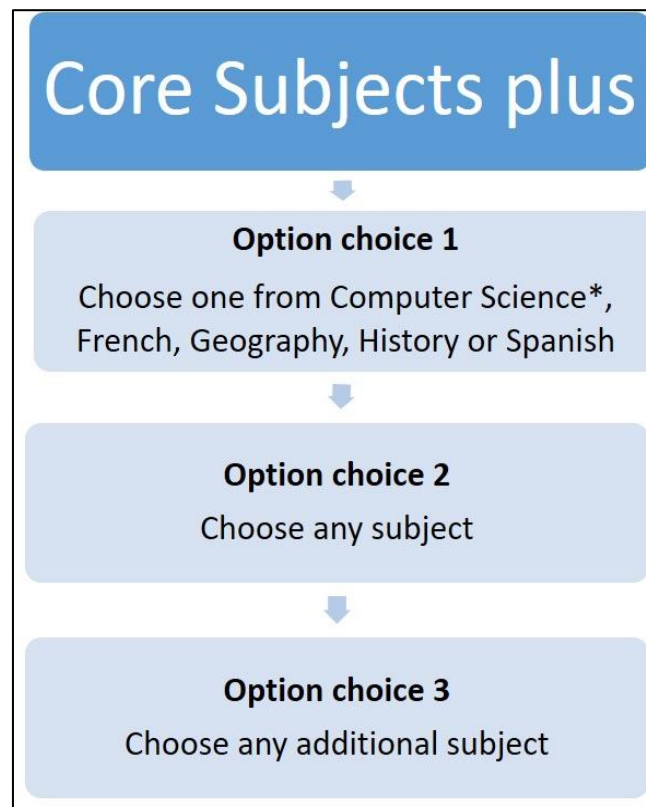 Core Subjects plus
Option choice 1
Choose one from Computer Science*,
French, Geography, History or Spanish
Option choice 2
Choose any subject
Option choice 3
Choose any additional subject